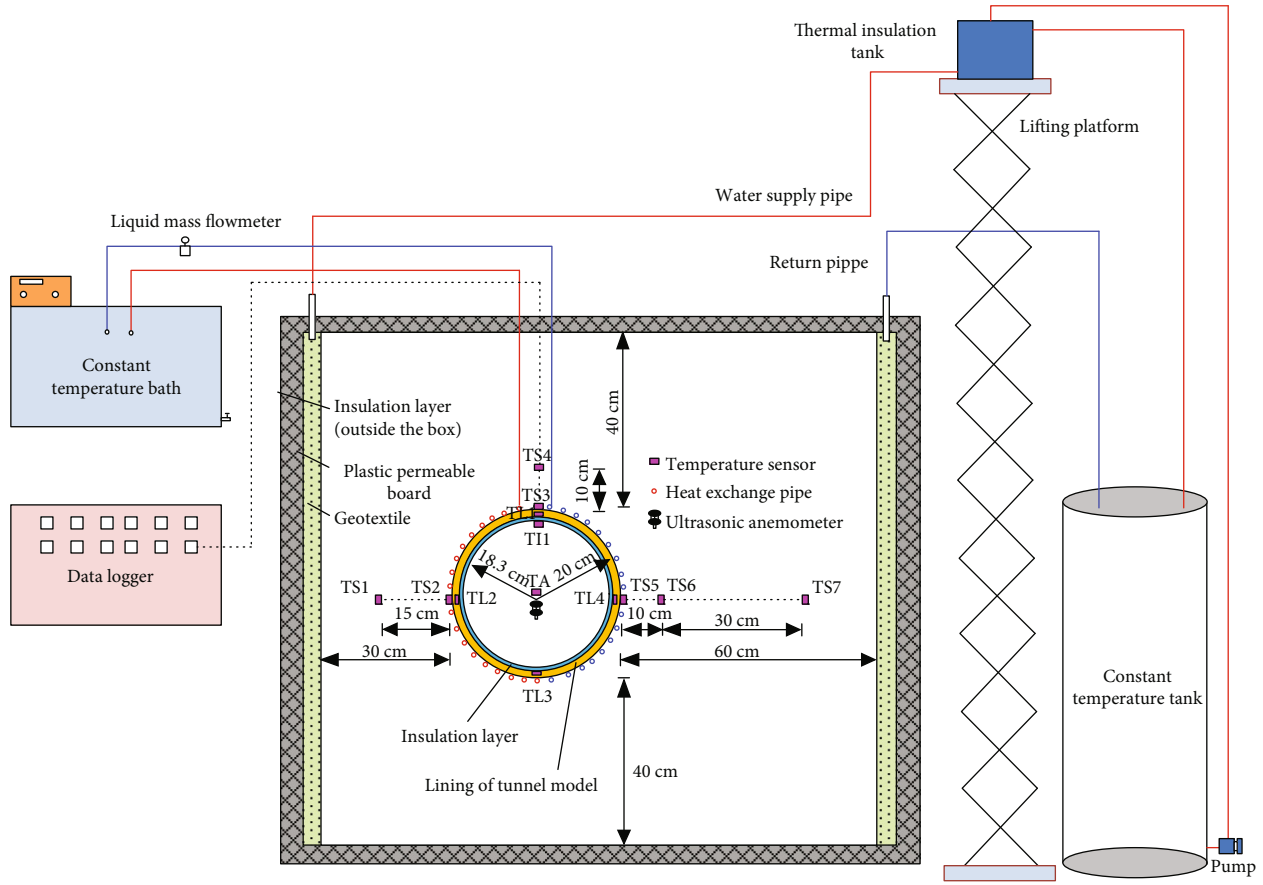 Thermal insulation
tank
Lifting platform
Water supply pipe
Liquid mass flowmeter
Return pippe
Constant
temperature bath
Insulation layer
(outside the box)
40 cm
TS4
Temperature sensor
Plastic permeable
board
10 cm
TS3
Heat exchange pipe
Geotextile
TL1
Ultrasonic anemometer
TI1
Data logger
18.3 cm
20 cm
TA
TS1
TS2
TL2
TL4
TS5
TS6
TS7
15 cm
10 cm
30 cm
30 cm
60 cm
TL3
Constant
temperature tank
Insulation layer
40 cm
Lining of tunnel model
Pump